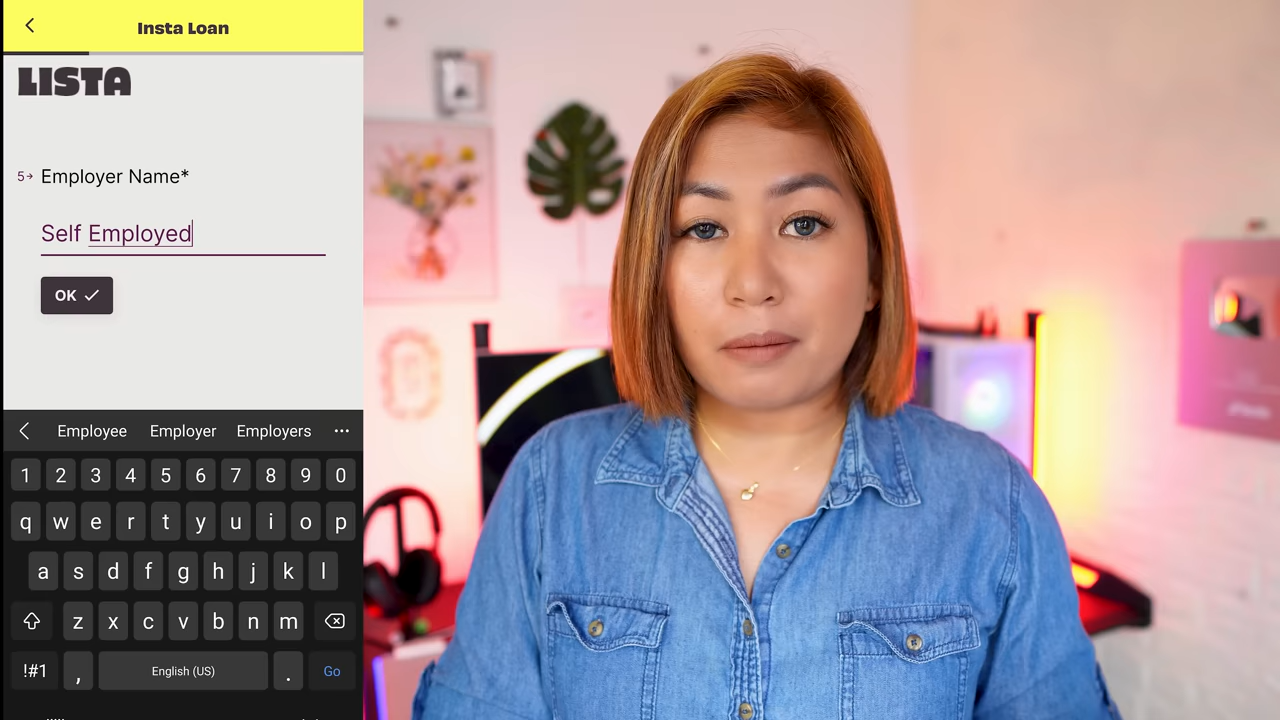 Insta Loan
LISTA
5→ Employer Name*
Self Employed
OK ✓
Employee Employer Employers ...
1 2 3 4 5 6 7 8 9 0
q w e r t y u i o p
a s d f g h j k l
z x c v b n m
!#1 , English (US) . Go